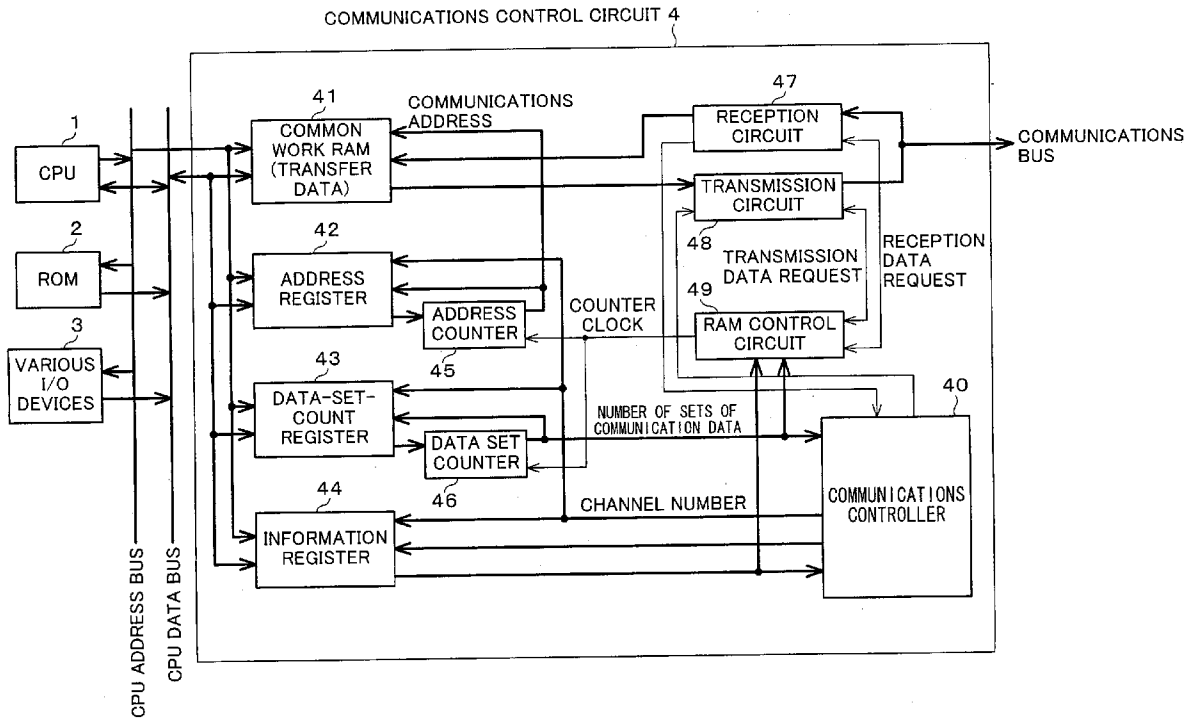 COMMUNICATIONS CONTROL CIRCUIT 4
1
CPU
2
ROM
3
VARIOUS
I/O
DEVICES
CPU ADDRESS BUS
CPU DATA BUS
41
COMMON
WORK RAM
(TRANSFER
DATA)
COMMUNICATIONS
ADDRESS
42
ADDRESS
REGISTER
ADDRESS
COUNTER
45
43
DATA-SET-
COUNT
REGISTER
DATA SET
COUNTER
46
44
INFORMATION
REGISTER
47
RECEPTION
CIRCUIT
TRANSMISSION
CIRCUIT
48
TRANSMISSION
DATA REQUEST
RECEPTION
DATA
REQUEST
49
RAM CONTROL
CIRCUIT
COUNTER
CLOCK
NUMBER OF SETS OF
COMMUNICATION DATA
CHANNEL NUMBER
40
COMMUNICATIONS
CONTROLLER
COMMUNICATIONS
BUS